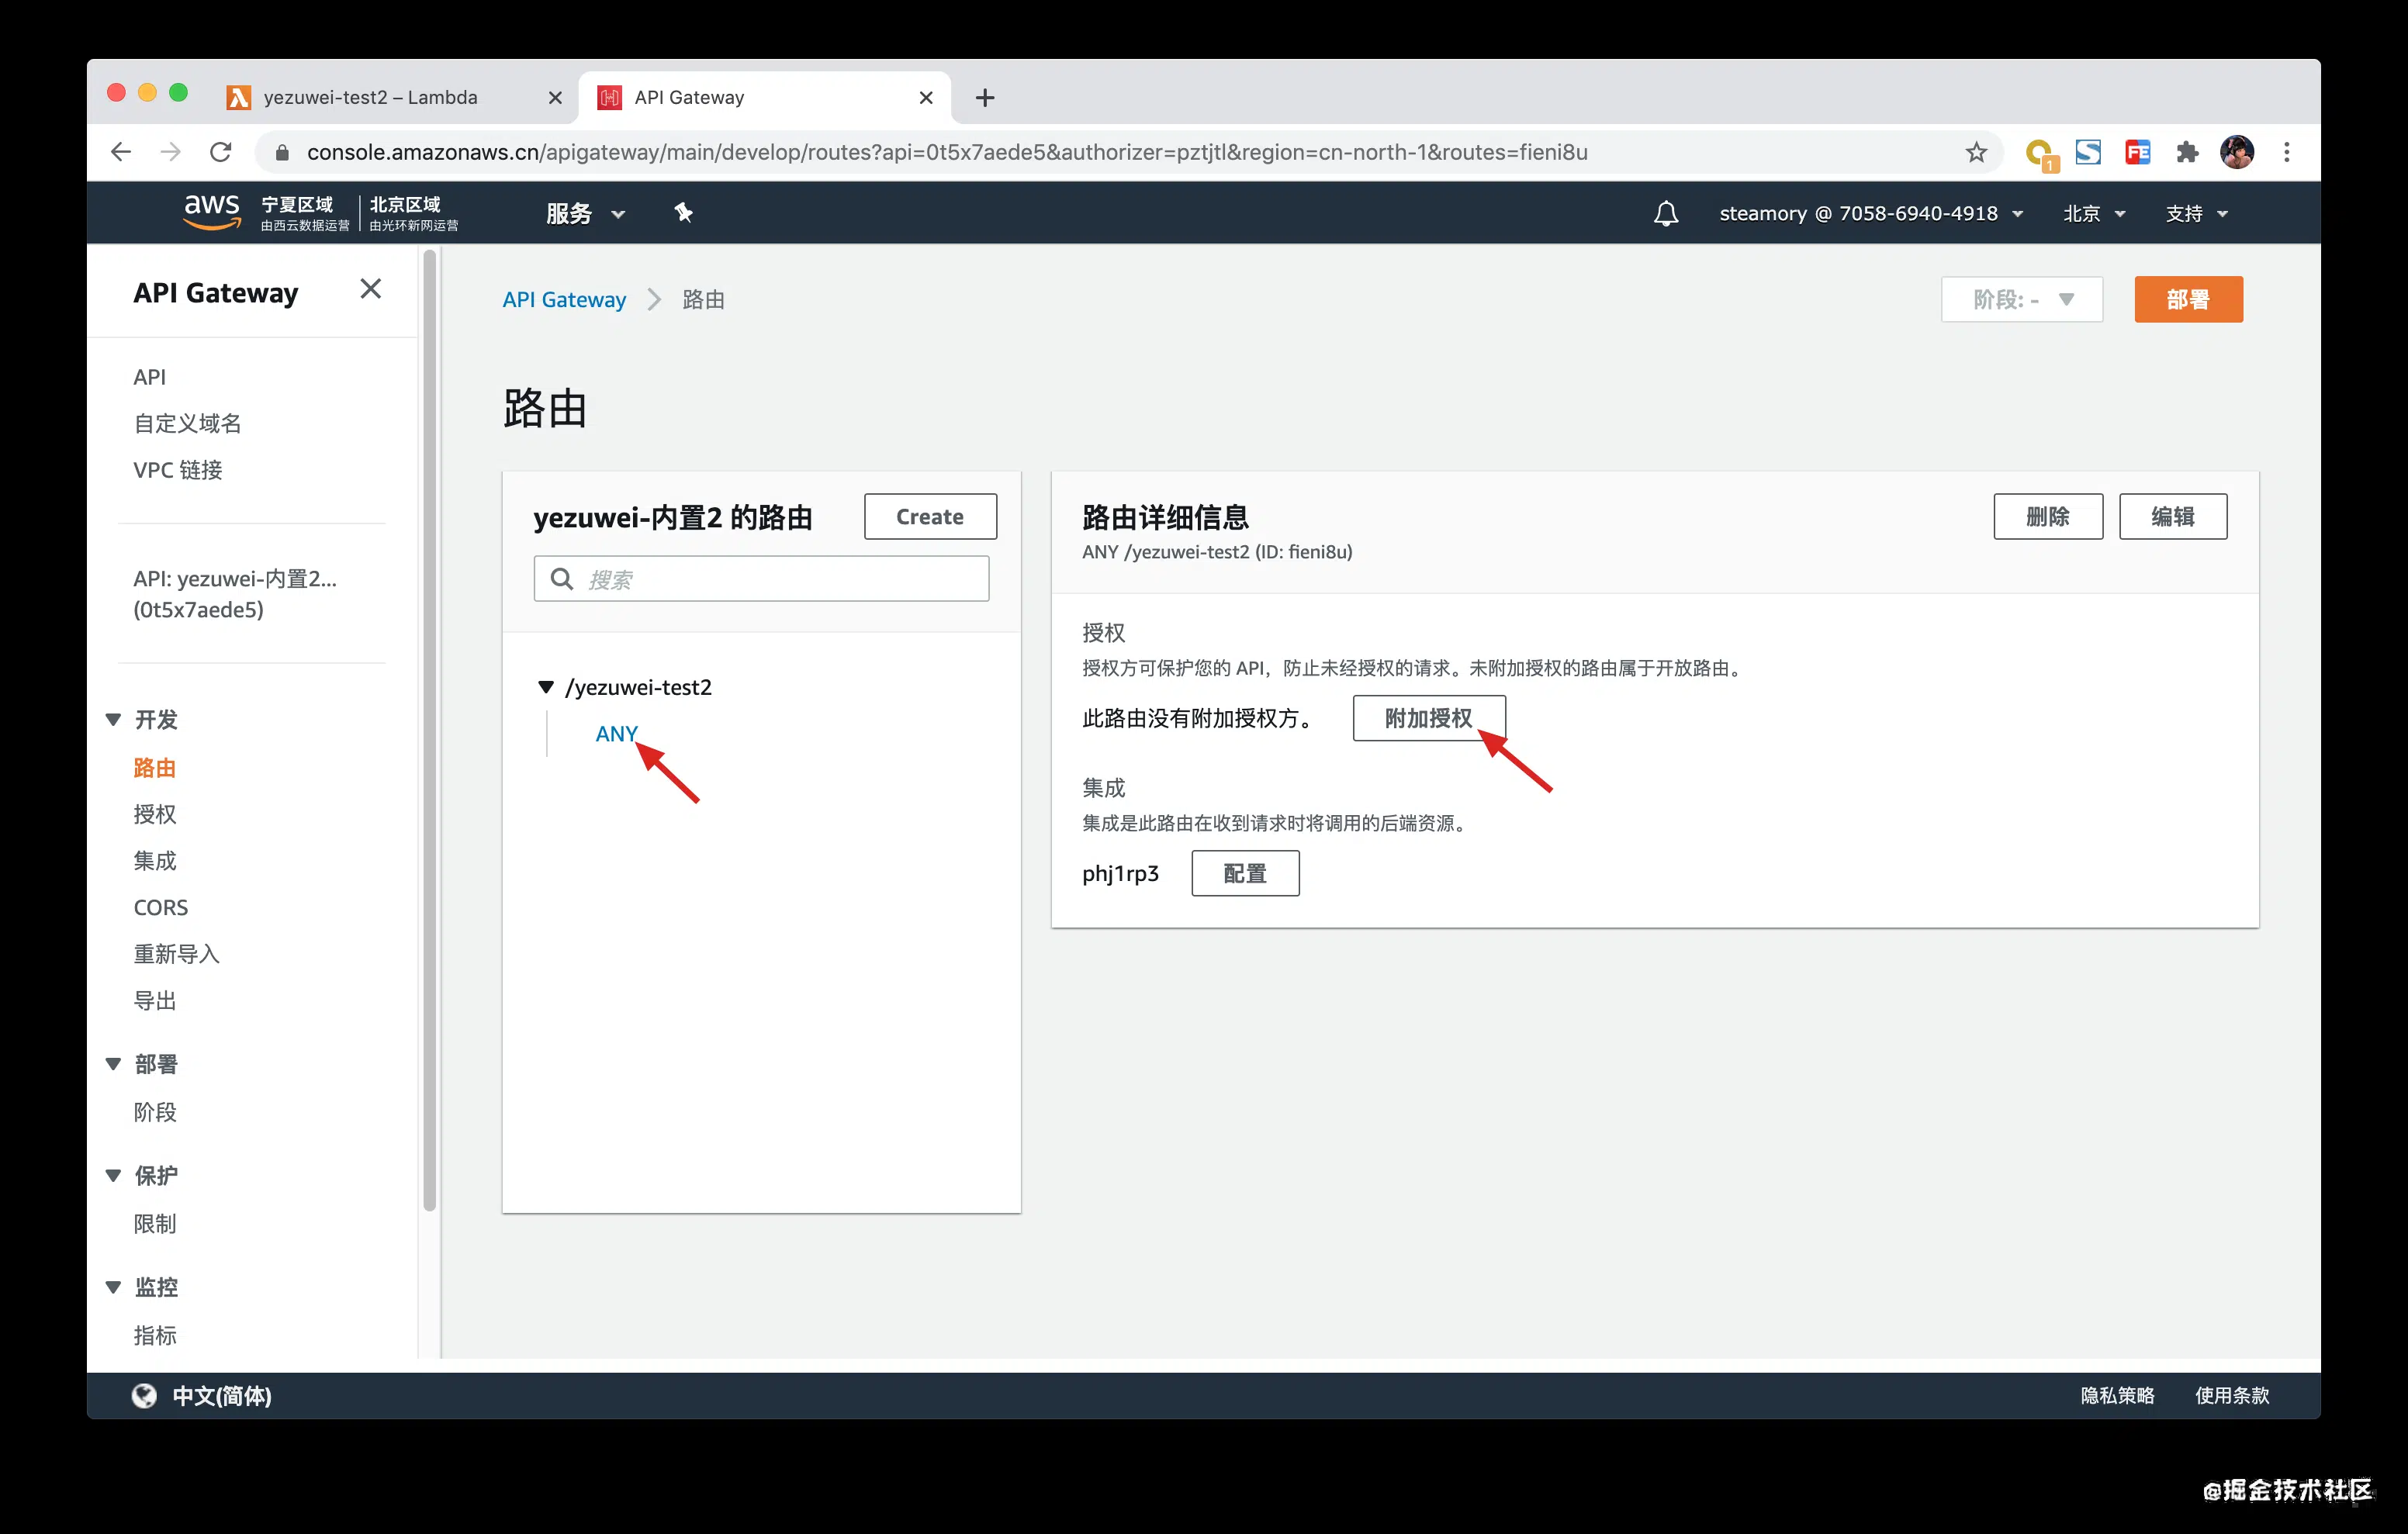 yezuwei-test2 – Lambda
API Gateway
console.amazonaws.cn/apigateway/main/develop/routes?api=0t5x7aede5&authorizer=pztjtl&region=cn-north-1&routes=fieni8u
1
FE
aws
宁夏区域
由西云数据运营
北京区域
由光环新网运营
服务
steamory @ 7058-6940-4918
北京
支持
API Gateway
API
自定义域名
VPC 链接
API: yezuwei-内置2...
(0t5x7aede5)
开发
路由
授权
集成
CORS
重新导入
导出
部署
阶段
保护
限制
监控
指标
API Gateway
路由
阶段: -
部署
路由
yezuwei-内置2 的路由
Create
搜索
/yezuwei-test2
ANY
路由详细信息
ANY /yezuwei-test2 (ID: fieni8u)
删除
编辑
授权
授权方可保护您的 API，防止未经授权的请求。未附加授权的路由属于开放路由。
此路由没有附加授权方。
附加授权
集成
集成是此路由在收到请求时将调用的后端资源。
phj1rp3
配置
中文(简体)
隐私策略
使用条款
@掘金技术社区